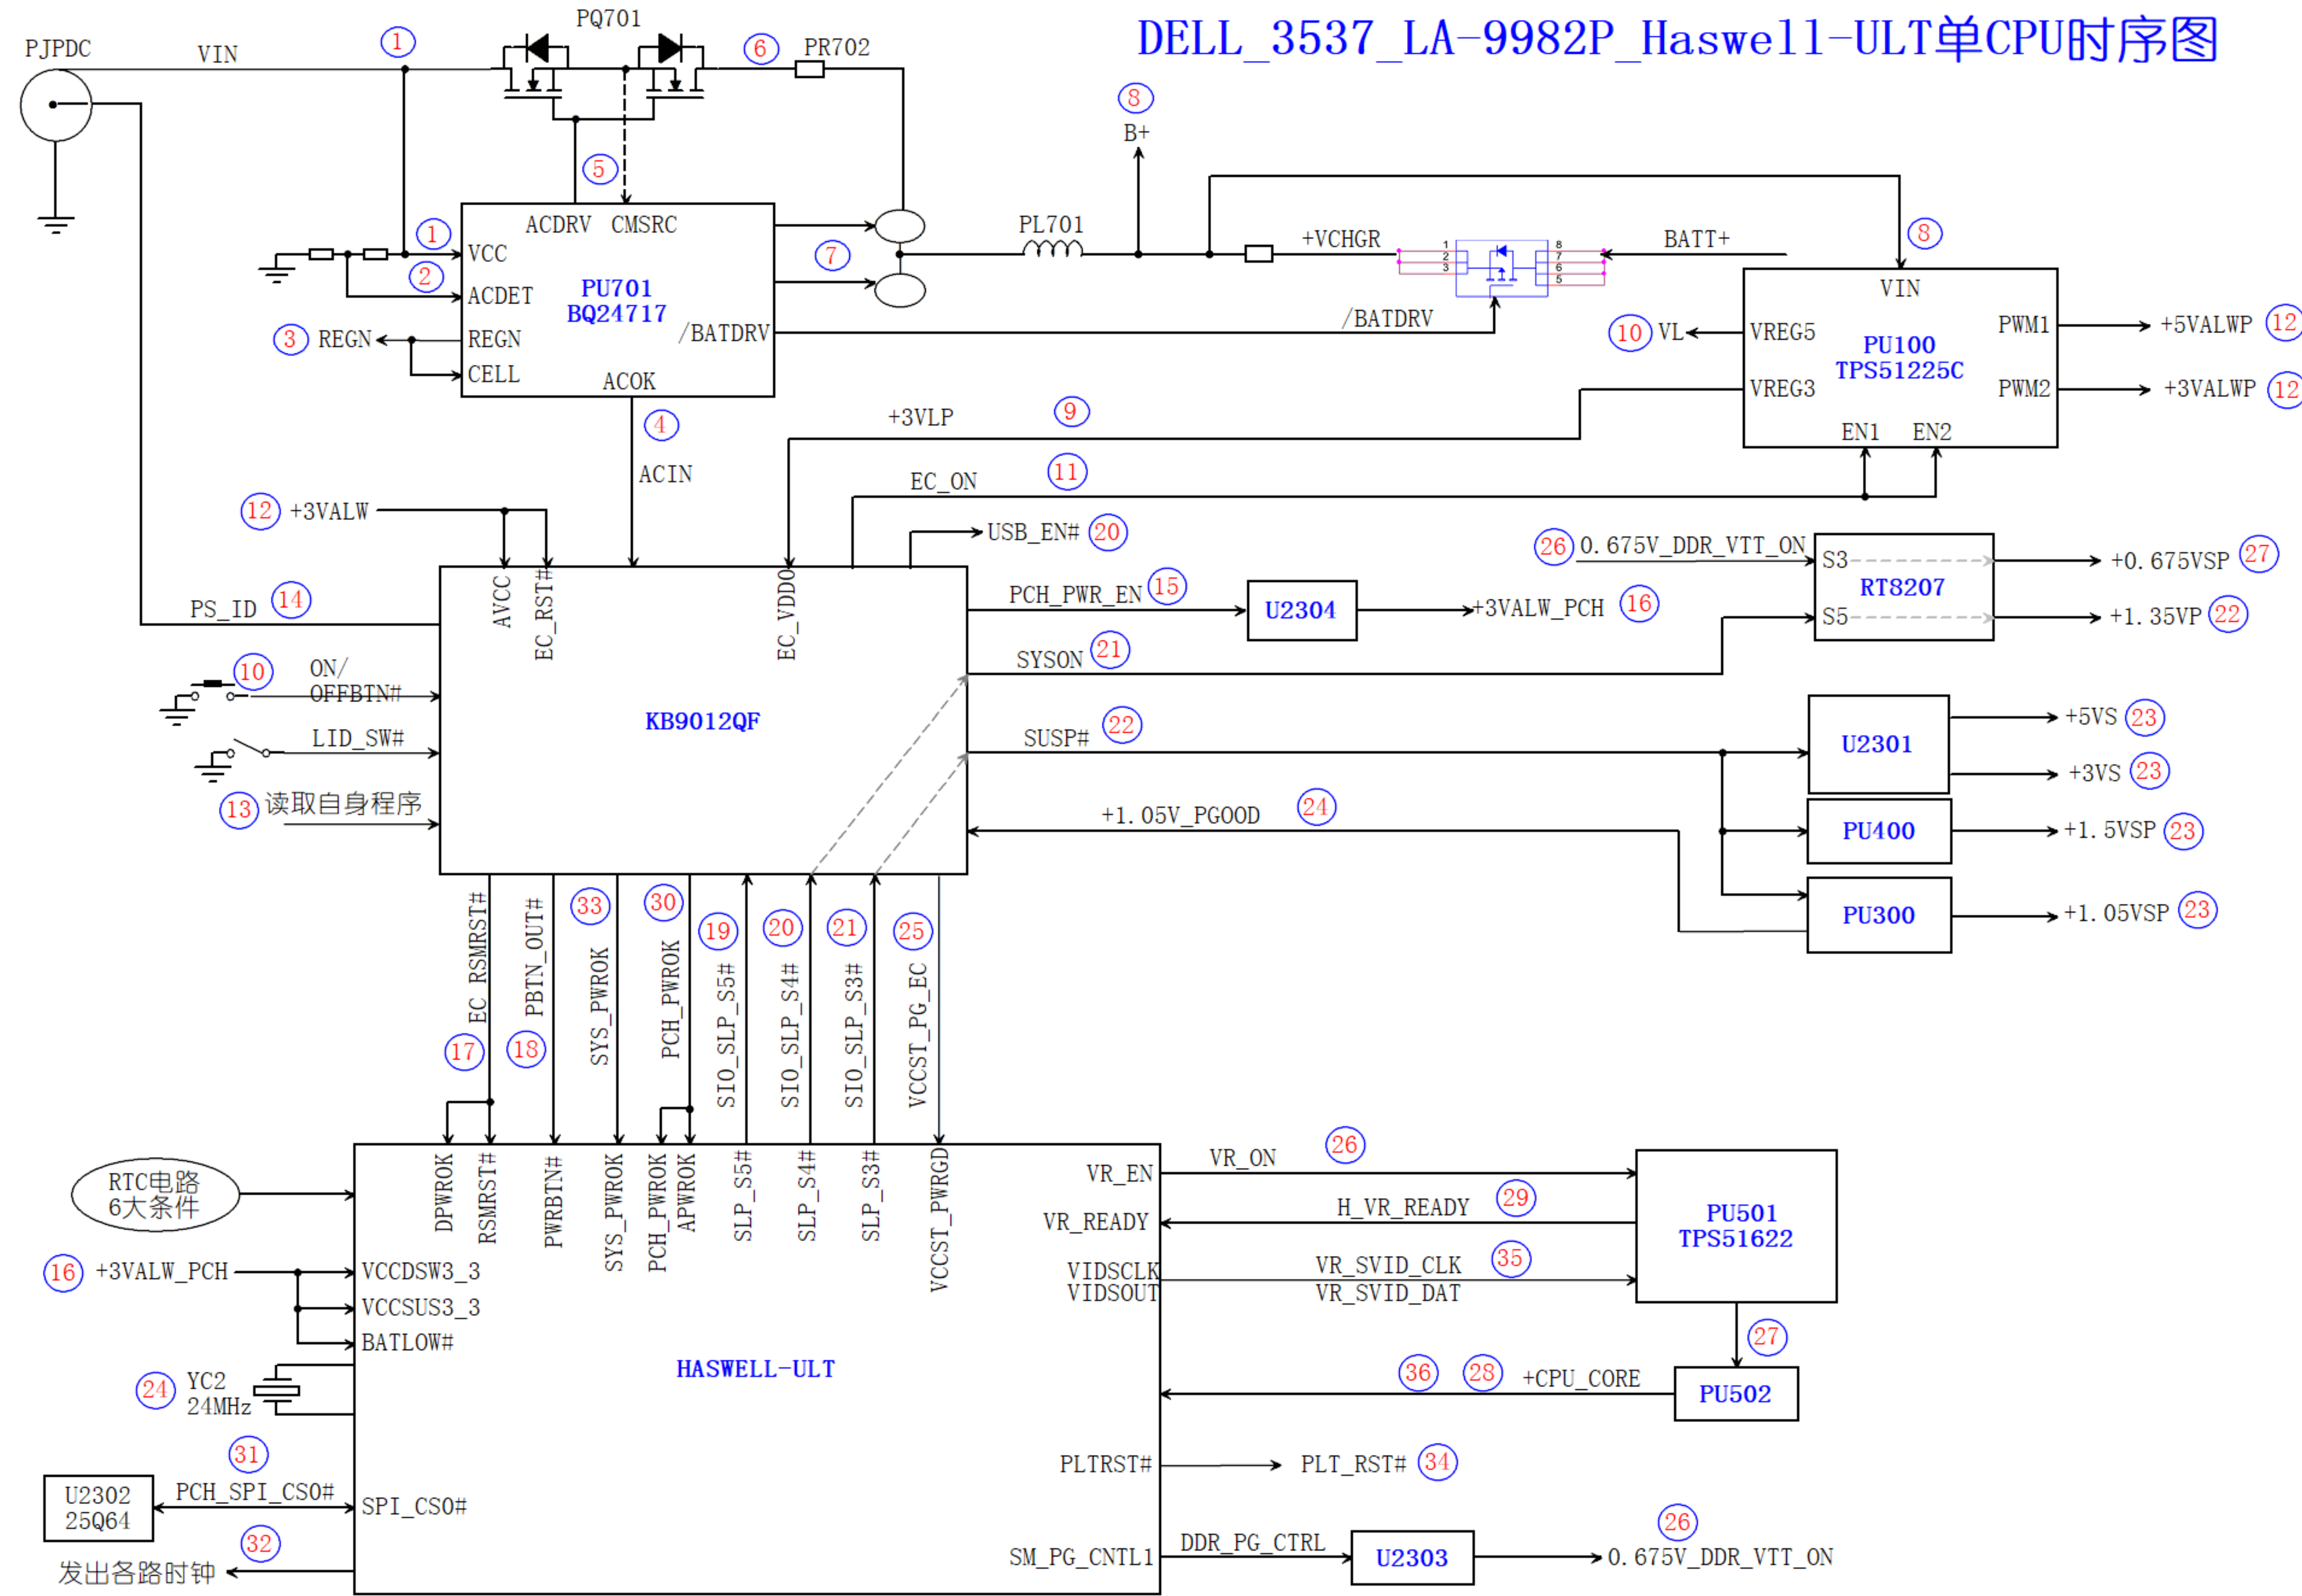 DELL_3537_LA-9982P_Haswell-ULT单CPU时序图
PJPDC
VIN
①
PQ701
⑥
PR702
⑧
B+
⑤
ACDRV
CMSRC
①
VCC
②
ACDET
PU701
BQ24717
③
REGN
REGN
CELL
/BATDRV
ACOK
⑦
PL701
+VCHGR
1
2
3
8
7
6
5
BATT+
/BATDRV
⑧
VIN
⑩
VL
VREG5
PU100
TPS51225C
VREG3
PWM1
+5VALWP
⑫
PWM2
+3VALWP
⑫
EN1
EN2
④
ACIN
+3VLP
⑨
EC_ON
⑪
⑫
+3VALW
USB_EN#
⑳
AVCC
EC_RST#
EC_VDD0
PS_ID
⑭
⑩
ON/
OFFBTN#
LID_SW#
⑬
读取自身程序
KB9012QF
PCH_PWR_EN
⑮
U2304
+3VALW_PCH
⑯
㉖
0.675V_DDR_VTT_ON
S3
RT8207
S5
+0.675VSP
㉗
+1.35VP
㉒
SYSON
㉑
SUSP#
㉒
U2301
+5VS
㉓
+3VS
㉓
+1.05V_PGOOD
㉔
PU400
+1.5VSP
㉓
PU300
+1.05VSP
㉓
EC_RSMRST#
⑰
PBTN_OUT#
⑱
㉝
SYS_PWROK
㉚
PCH_PWROK
⑲
SIO_SLP_S5#
⑳
SIO_SLP_S4#
㉑
SIO_SLP_S3#
㉕
VCCST_PG_EC
RTC电路
6大条件
DPWROK
RSMRST#
PWRBTN#
SYS_PWROK
PCH_PWROK
APWROK
SLP_S5#
SLP_S4#
SLP_S3#
VCCST_PWRGD
⑯
+3VALW_PCH
VCCDSW3_3
VCCSUS3_3
BATLOW#
㉔
YC2
24MHz
HASWELL-ULT
㉛
U2302
25Q64
PCH_SPI_CS0#
SPI_CS0#
㉜
发出各路时钟
VR_EN
VR_ON
㉖
VR_READY
H_VR_READY
㉙
PU501
TPS51622
VIDSCLK
VIDSOUT
VR_SVID_CLK
VR_SVID_DAT
㉟
㉗
㊱
㉘
+CPU_CORE
PU502
PLTRST#
PLT_RST#
㉞
SM_PG_CNTL1
DDR_PG_CTRL
U2303
㉖
0.675V_DDR_VTT_ON